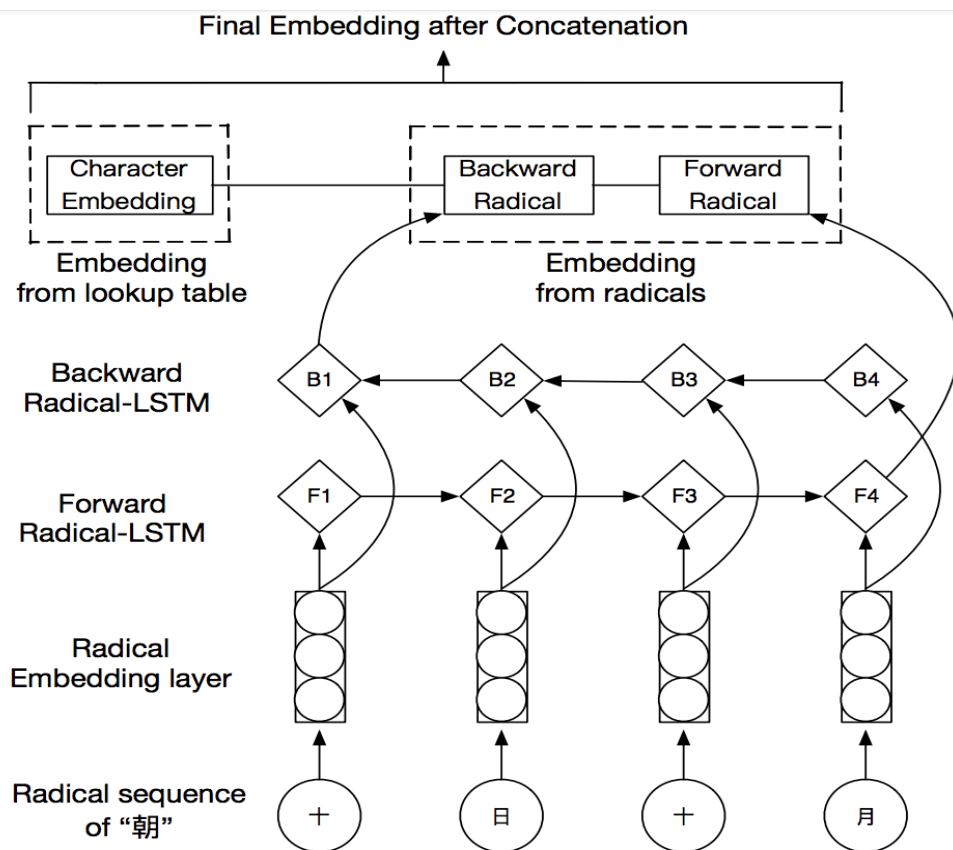 Final Embedding after Concatenation
Character
Embedding
Backward
Radical
Forward
Radical
Embedding
from lookup table
Embedding
from radicals
Backward
Radical-LSTM
B1
B2
B3
B4
Forward
Radical-LSTM
F1
F2
F3
F4
Radical
Embedding layer
Radical sequence
of “朝”
十
日
十
月